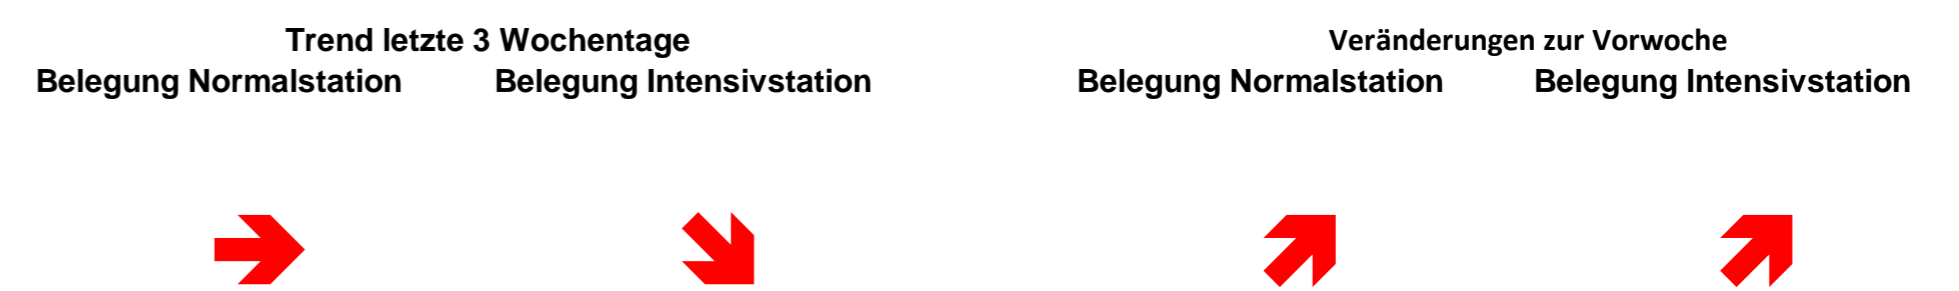 Trend letzte 3 Wochentage
Belegung Normalstation Belegung Intensivstation
Veränderungen zur Vorwoche
Belegung Normalstation Belegung Intensivstation